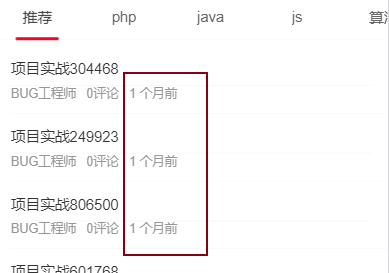 推荐 php java js 算法
项目实战304468
BUG工程师 0评论 1 个月前
项目实战249923
BUG工程师 0评论 1 个月前
项目实战806500
BUG工程师 0评论 1 个月前
项目实战601768